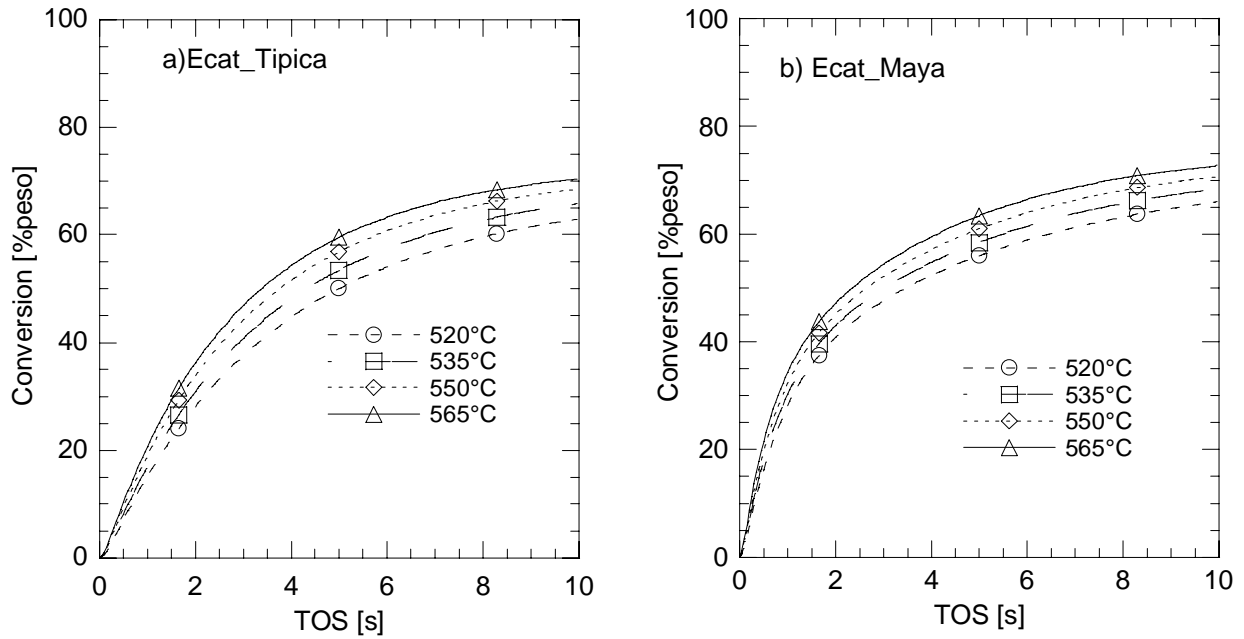 a)Ecat_Tipica
Conversion [%peso]
100
80
60
40
20
0
520°C
535°C
550°C
565°C
0 2 4 6 8 10
TOS [s]
b) Ecat_Maya
Conversion [%peso]
100
80
60
40
20
0
520°C
535°C
550°C
565°C
0 2 4 6 8 10
TOS [s]